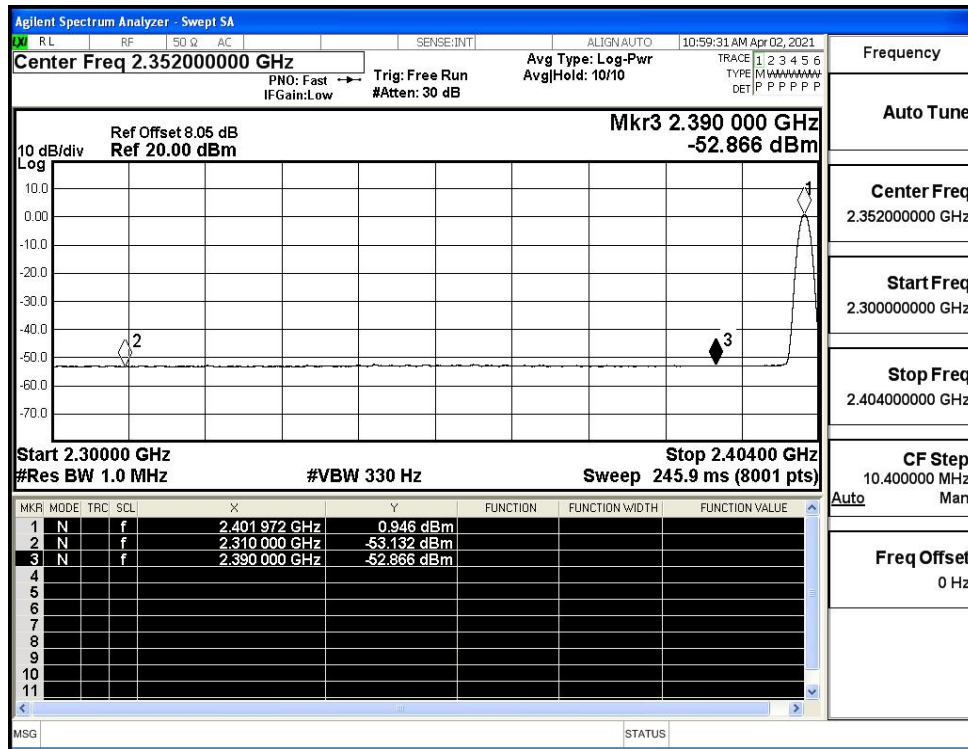 Agilent Spectrum Analyzer - Swept SA
LXI RL RF 50 Ω AC SENSE:INT ALIGNAUTO 10:59:31 AM Apr 02, 2021
Center Freq 2.352000000 GHz
PNO: Fast
IFGain:Low
Trig: Free Run
#Atten: 30 dB
Avg Type: Log-Pwr
Avg|Hold: 10/10
TRACE 1 2 3 4 5 6
TYPE M W W W W W
DET P P P P P P
Ref Offset 8.05 dB
10 dB/div Ref 20.00 dBm
Log
Mkr3 2.390 000 GHz
-52.866 dBm
10.0
0.00
-10.0
-20.0
-30.0
-40.0
-50.0
-60.0
-70.0
1
2
3
Start 2.30000 GHz Stop 2.40400 GHz
#Res BW 1.0 MHz #VBW 330 Hz Sweep 245.9 ms (8001 pts)
MKR MODE TRC SCL X Y FUNCTION FUNCTION WIDTH FUNCTION VALUE
1 N f 2.401 972 GHz 0.946 dBm
2 N f 2.310 000 GHz -53.132 dBm
3 N f 2.390 000 GHz -52.866 dBm
4
5
6
7
8
9
10
11
MSG STATUS
Frequency
Auto Tune
Center Freq
2.352000000 GHz
Start Freq
2.300000000 GHz
Stop Freq
2.404000000 GHz
CF Step
10.400000 MHz
Auto Man
Freq Offset
0 Hz